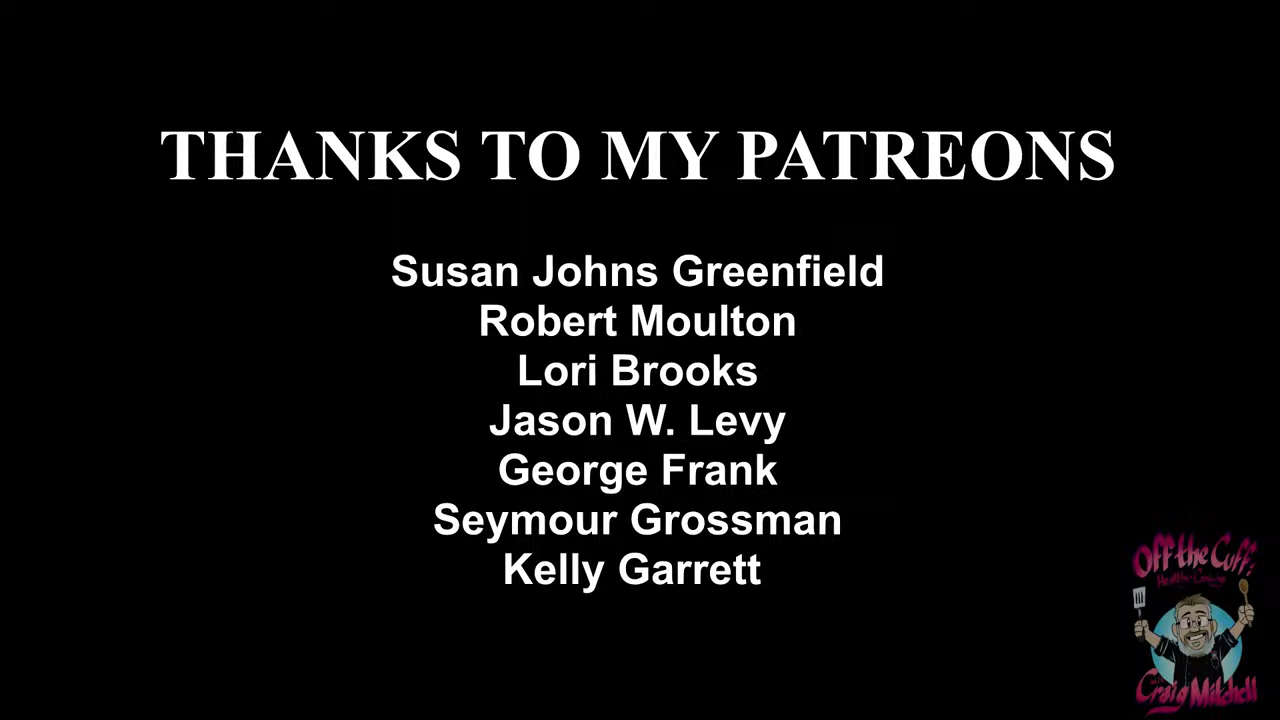 THANKS TO MY PATREONS
Susan Johns Greenfield
Robert Moulton
Lori Brooks
Jason W. Levy
George Frank
Seymour Grossman
Kelly Garrett
Off the Cuff:
Craig Mitchell